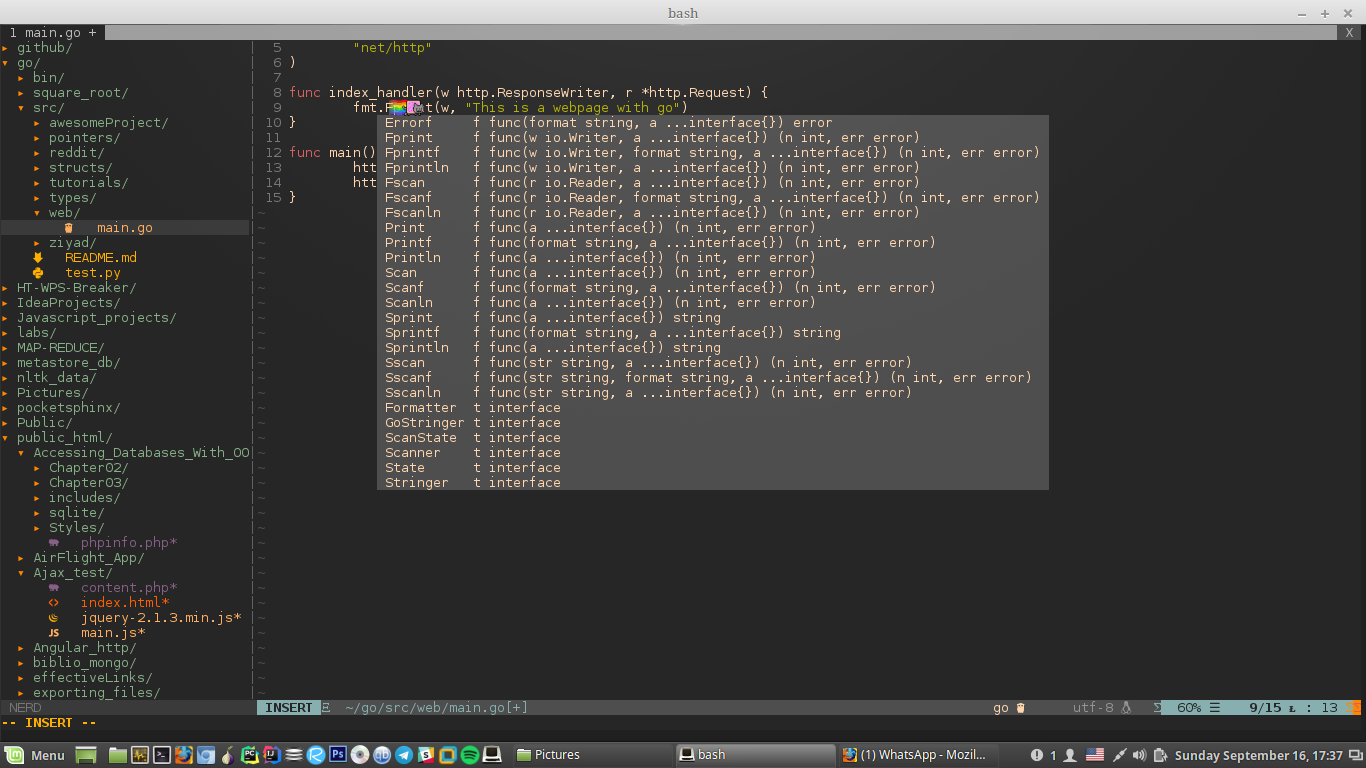 bash
1 main.go + X
github/
go/
bin/
square_root/
src/
awesomeProject/
pointers/
reddit/
structs/
tutorials/
types/
web/
main.go
ziyad/
README.md
test.py
HT-WPS-Breaker/
IdeaProjects/
Javascript_projects/
labs/
MAP-REDUCE/
metastore_db/
nltk_data/
Pictures/
pocketsphinx/
Public/
public_html/
Accessing_Databases_With_OO
Chapter02/
Chapter03/
includes/
sqlite/
Styles/
phpinfo.php*
AirFlight_App/
Ajax_test/
content.php*
index.html*
jquery-2.1.3.min.js*
JS main.js*
Angular_http/
biblio_mongo/
effectiveLinks/
exporting_files/
5 "net/http"
6 )
7
8 func index_handler(w http.ResponseWriter, r *http.Request) {
9 t(w, "This is a webpage with go")
10 }
11
12 func main()
13 htt
14 htt
15 }
Errorf f func(format string, a ...interface{}) error
Fprint f func(w io.Writer, a ...interface{}) (n int, err error)
Fprintf f func(w io.Writer, format string, a ...interface{}) (n int, err error)
Fprintln f func(w io.Writer, a ...interface{}) (n int, err error)
Fscan f func(r io.Reader, a ...interface{}) (n int, err error)
Fscanf f func(r io.Reader, format string, a ...interface{}) (n int, err error)
Fscanln f func(r io.Reader, a ...interface{}) (n int, err error)
Print f func(a ...interface{}) (n int, err error)
Printf f func(format string, a ...interface{}) (n int, err error)
Println f func(a ...interface{}) (n int, err error)
Scan f func(a ...interface{}) (n int, err error)
Scanf f func(format string, a ...interface{}) (n int, err error)
Scanln f func(a ...interface{}) (n int, err error)
Sprint f func(a ...interface{}) string
Sprintf f func(format string, a ...interface{}) string
Sprintln f func(a ...interface{}) string
Sscan f func(str string, a ...interface{}) (n int, err error)
Sscanf f func(str string, format string, a ...interface{}) (n int, err error)
Sscanln f func(str string, a ...interface{}) (n int, err error)
Formatter t interface
GoStringer t interface
ScanState t interface
Scanner t interface
State t interface
Stringer t interface
NERD INSERT Ξ ~/go/src/web/main.go[+] go utf-8 Σ 60% ☰ 9/15 : 13
-- INSERT --
Menu Pictures bash (1) WhatsApp - Mozil... 1 Sunday September 16, 17:37